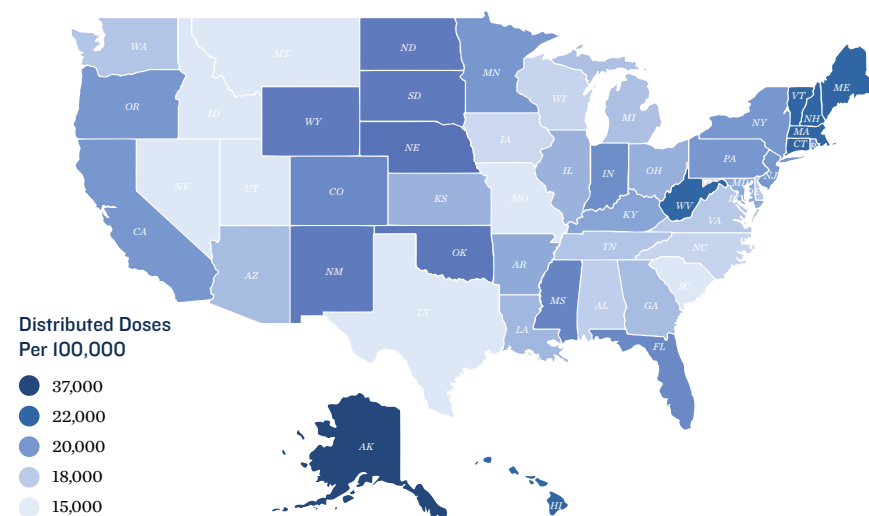 WA
MT
ND
MN
OR
ID
SD
WI
MI
WY
NE
IA
NV
UT
CO
KS
MO
IL
IN
OH
PA
NY
VT
NH
ME
MA
CT
NJ
MD
WV
KY
VA
CA
AZ
NM
OK
AR
TN
NC
SC
TX
LA
MS
AL
GA
FL
Distributed Doses
Per 100,000
37,000
22,000
20,000
18,000
15,000
AK
HI